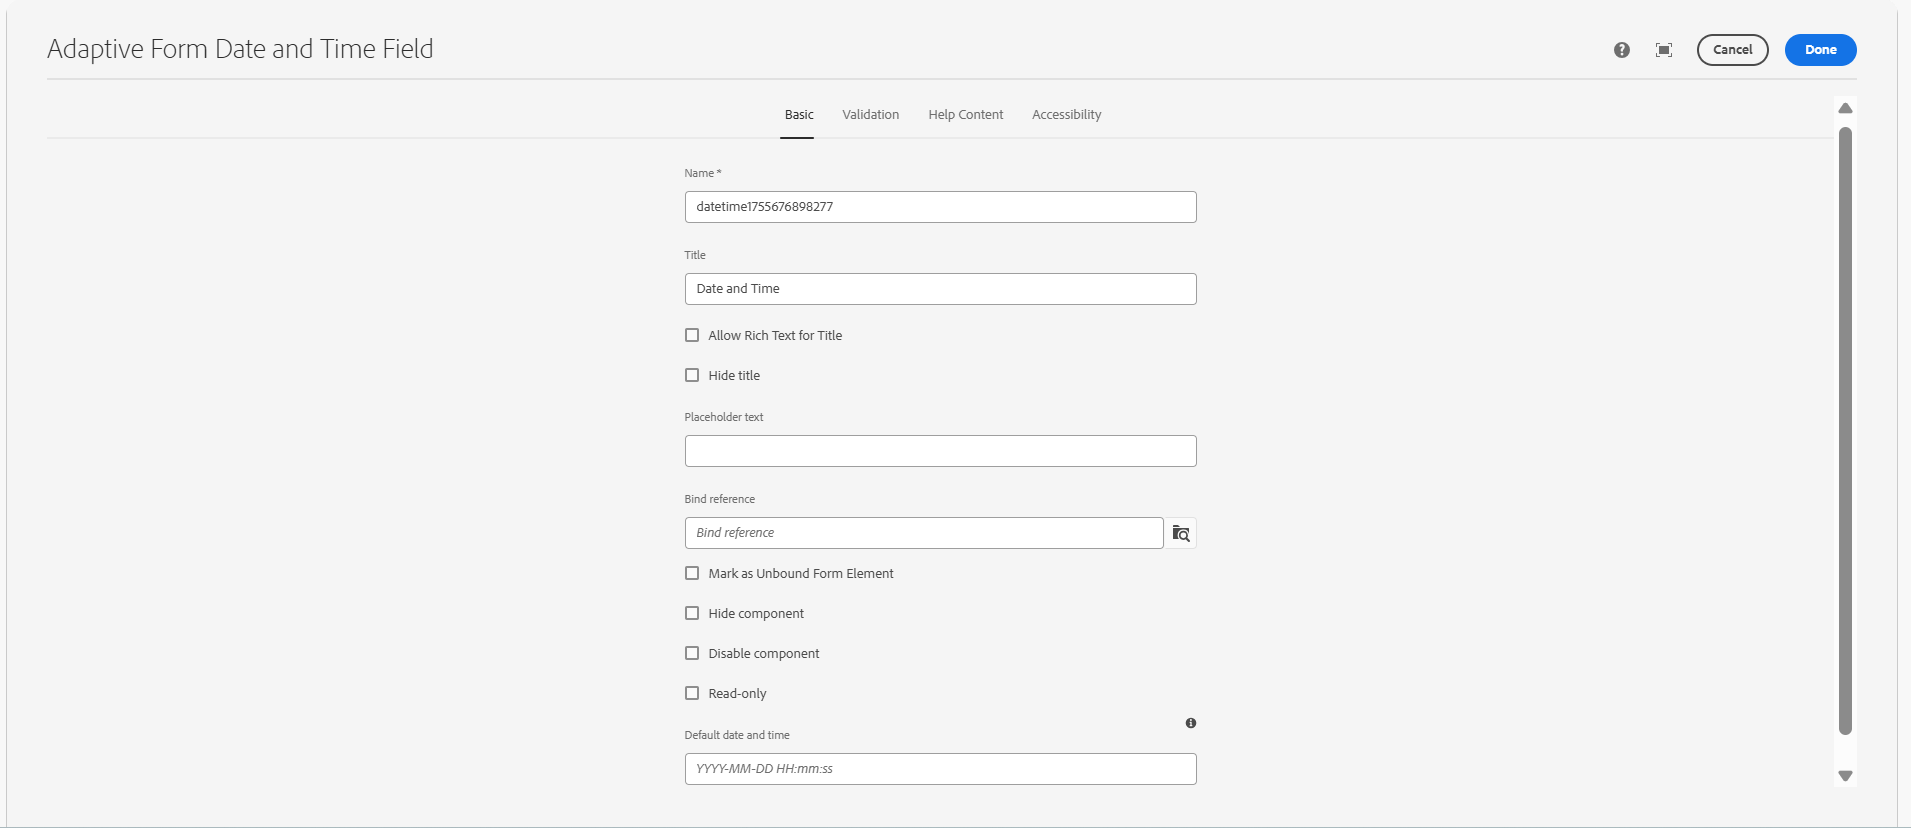 Adaptive Form Date and Time Field
Cancel
Done
Basic
Validation
Help Content
Accessibility
Name *
datetime1755676898277
Title
Date and Time
Allow Rich Text for Title
Hide title
Placeholder text
Bind reference
Bind reference
Mark as Unbound Form Element
Hide component
Disable component
Read-only
Default date and time
YYYY-MM-DD HH:mm:ss